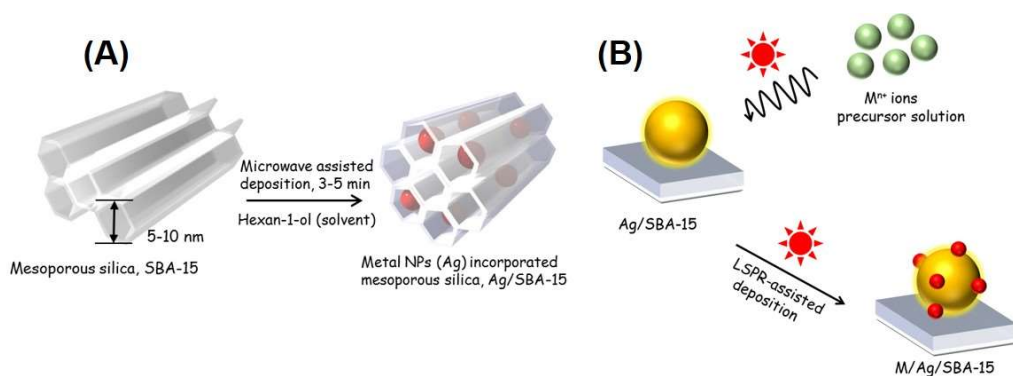 (A)
Microwave assisted
deposition, 3-5 min
Hexan-1-ol (solvent)
5-10 nm
Mesoporous silica, SBA-15
Metal NPs (Ag) incorporated
mesoporous silica, Ag/SBA-15
(B)
Mⁿ⁺ ions
precursor solution
Ag/SBA-15
LSPR-assisted
deposition
M/Ag/SBA-15